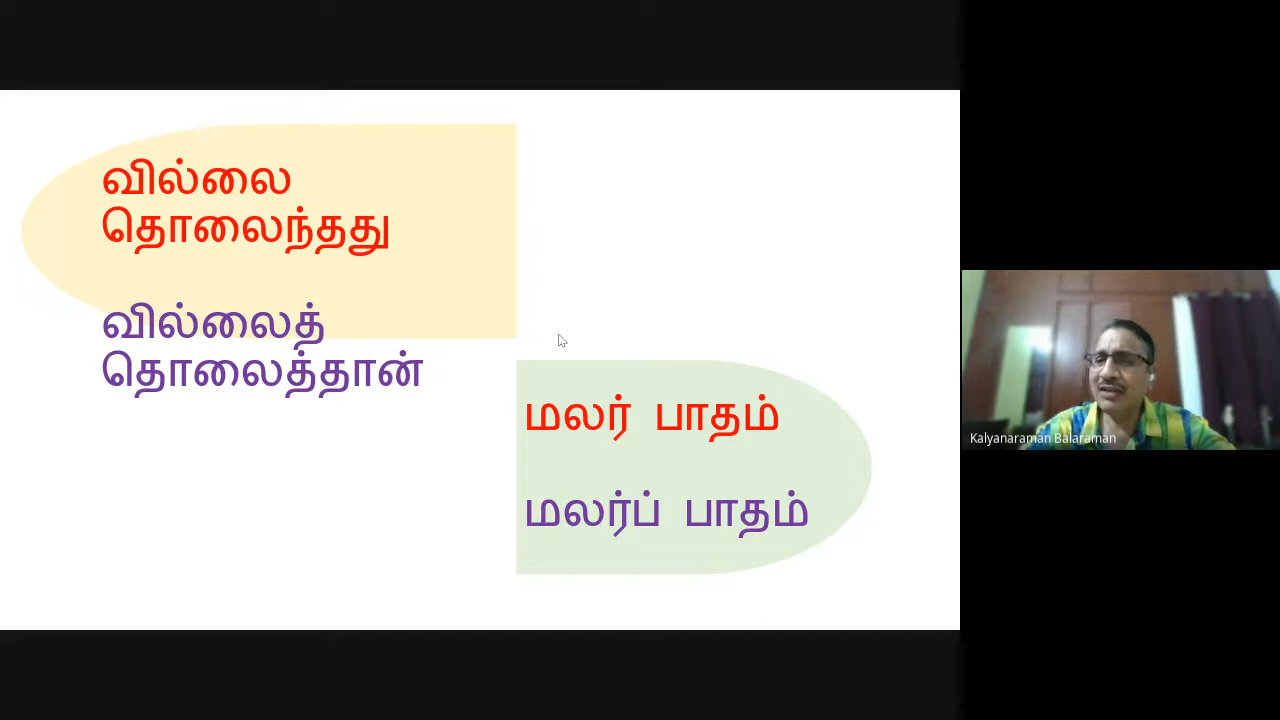 வில்லை
தொலைந்தது
வில்லைத்
தொலைத்தான்
மலர் பாதம்
மலர்ப் பாதம்
Kalyanaraman Balaraman